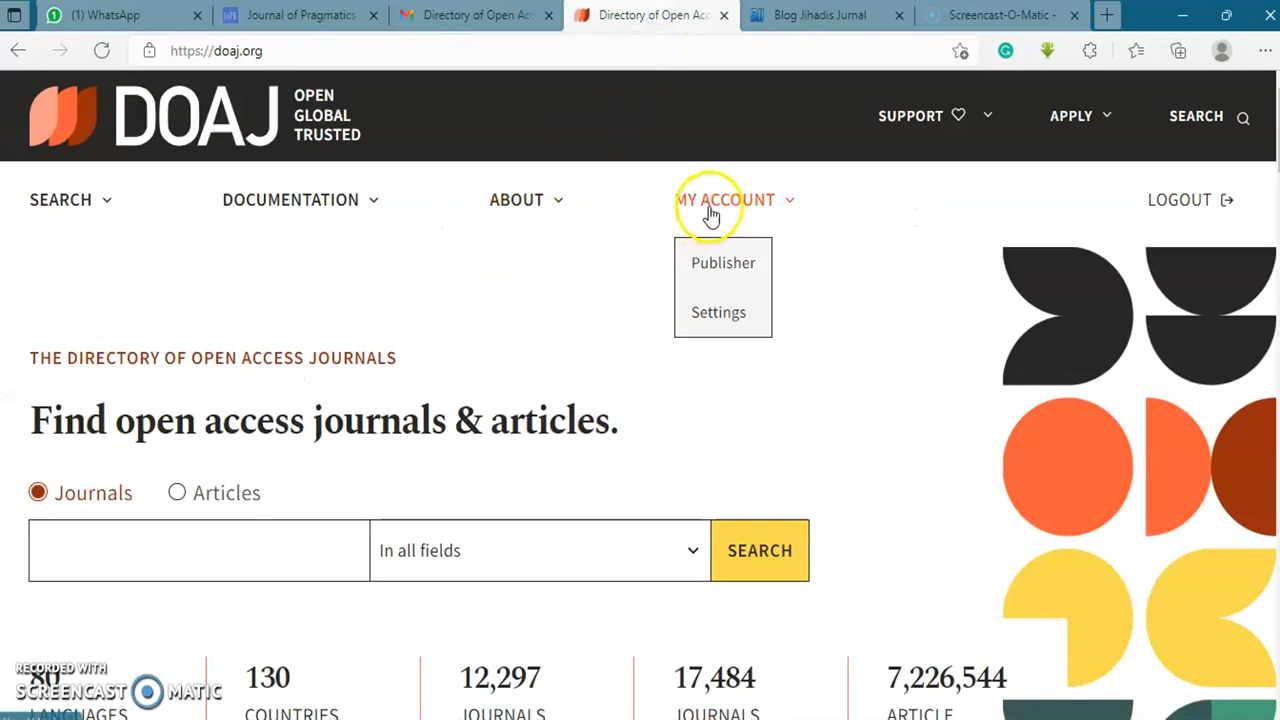 (1) WhatsApp
Journal of Pragmatics
Directory of Open Acc
Directory of Open Acc
Blog Jihadis Jurnal
Screencast-O-Matic -
https://doaj.org
DOAJ
OPEN
GLOBAL
TRUSTED
SUPPORT
APPLY
SEARCH
SEARCH
DOCUMENTATION
ABOUT
MY ACCOUNT
LOGOUT
Publisher
Settings
THE DIRECTORY OF OPEN ACCESS JOURNALS
Find open access journals & articles.
Journals
Articles
In all fields
SEARCH
80
130
12,297
17,484
7,226,544
LANGUAGES
COUNTRIES
JOURNALS
JOURNALS
ARTICLE
RECORDED WITH
SCREENCAST MATIC